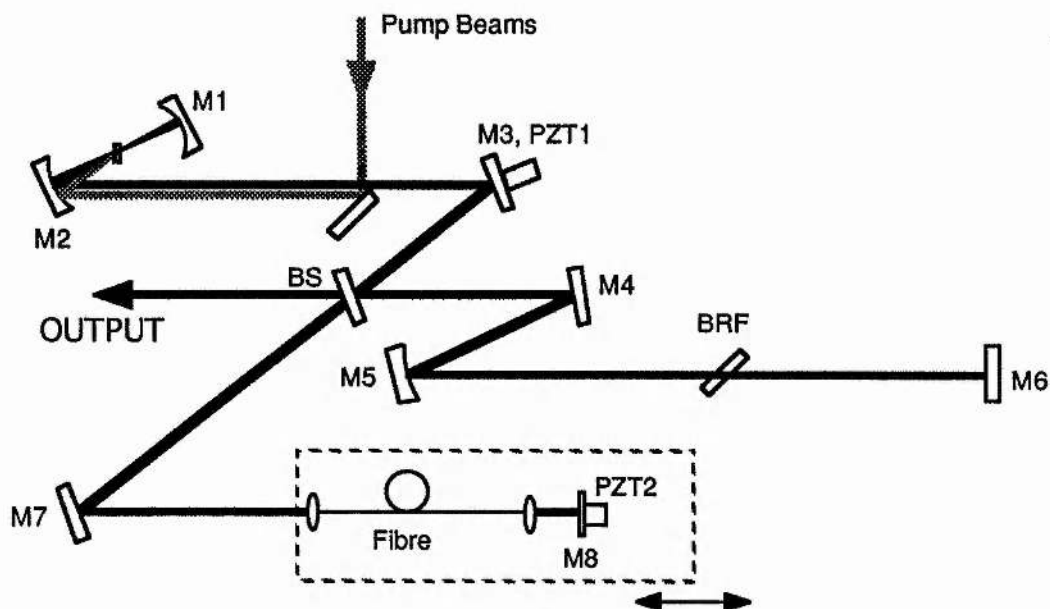 Pump Beams
M1
M3, PZT1
M2
BS
M4
OUTPUT
BRF
M5
M6
PZT2
M7
Fibre
M8